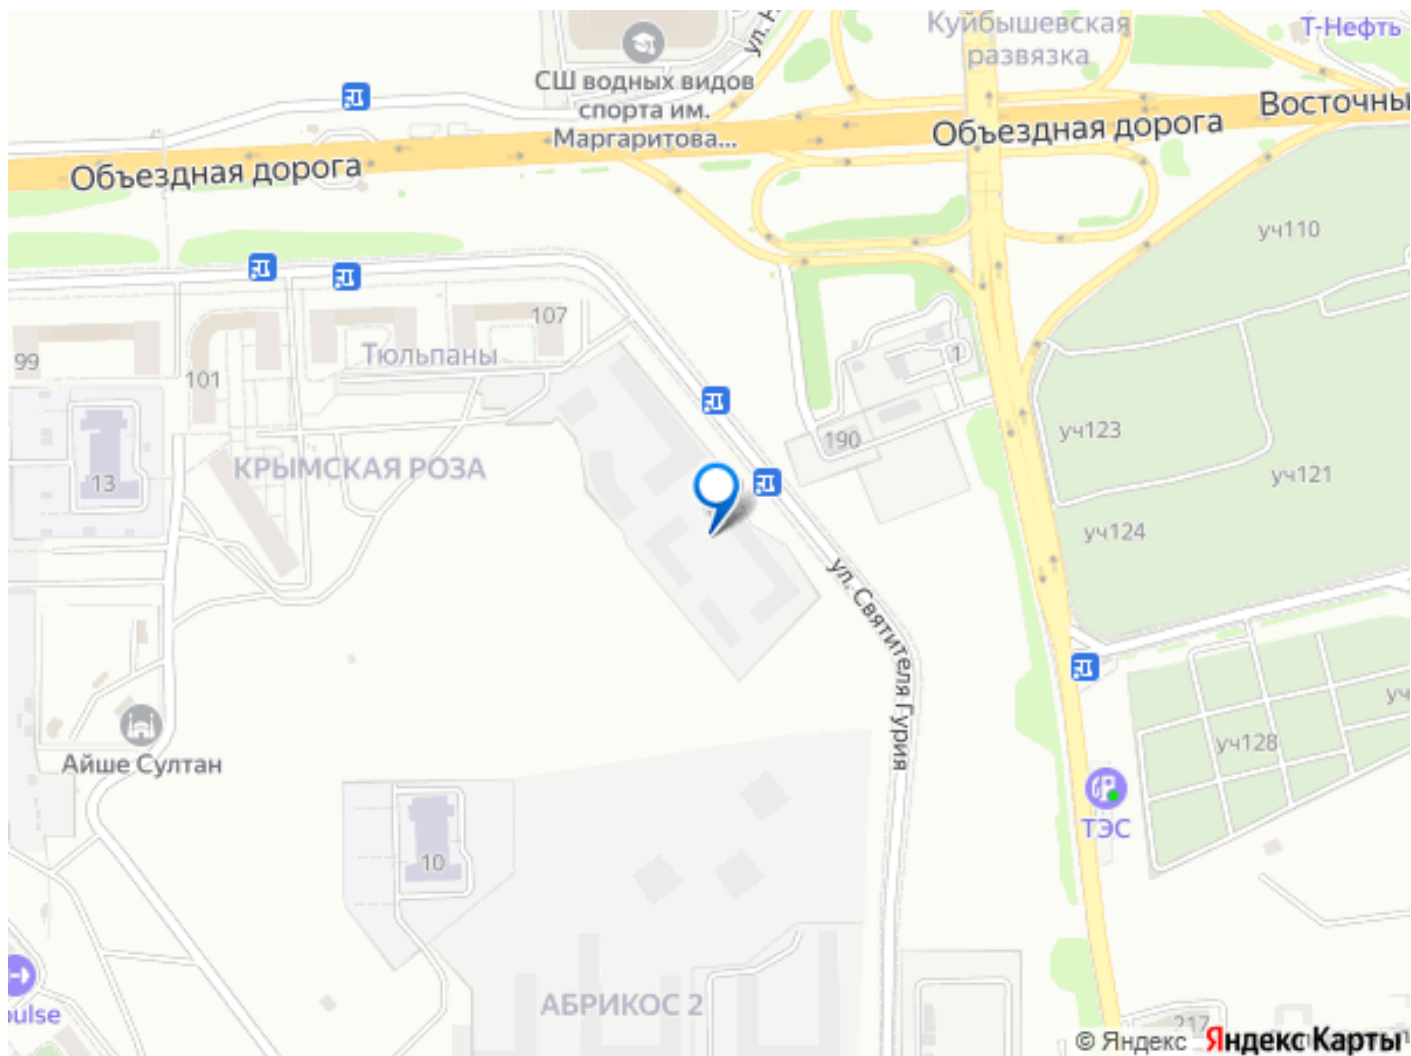 Куйбышевская
развязка
Т-Нефть
СШ водных видов
спорта им.
Маргаритова...
Объездная дорога
Восточны
Объездная дорога
уч110
107
99
Тюльпаны
101
1
190
уч123
КРЫМСКАЯ РОЗА
13
уч121
уч124
ул. Святителя Гурия
уч128
Айше Султан
ТЭС
10
АБРИКОС 2
pulse
217
© Яндекс
Яндекс Карты